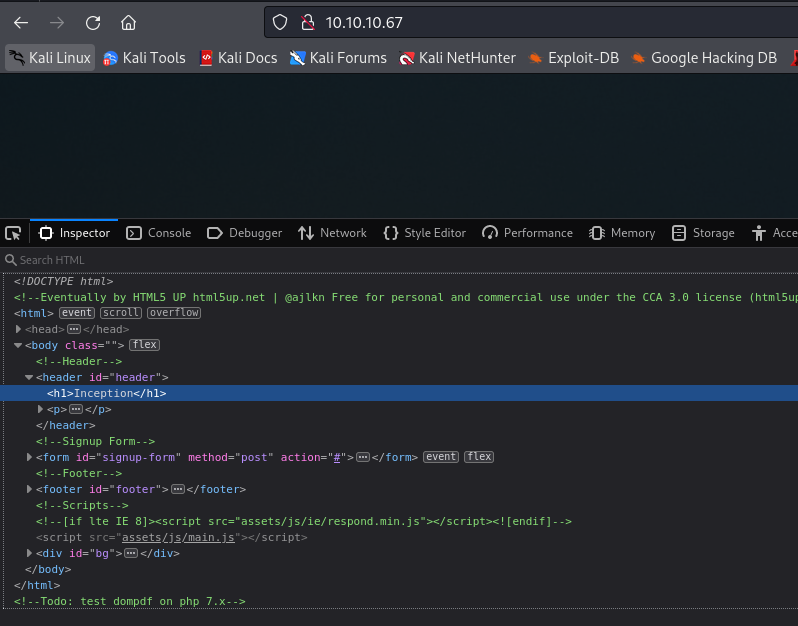 10.10.10.67
Kali Linux Kali Tools Kali Docs Kali Forums Kali NetHunter Exploit-DB Google Hacking DB
Inspector Console Debugger Network Style Editor Performance Memory Storage Acce
Search HTML
<!DOCTYPE html>
<!--Eventually by HTML5 UP html5up.net | @ajlkn Free for personal and commercial use under the CCA 3.0 license (html5up
<html> event scroll overflow
<head>···</head>
<body class=""> flex
<!--Header-->
<header id="header">
<h1>Inception</h1>
<p>···</p>
</header>
<!--Signup Form-->
<form id="signup-form" method="post" action="#">···</form> event flex
<!--Footer-->
<footer id="footer">···</footer>
<!--Scripts-->
<!--[if lte IE 8]><script src="assets/js/ie/respond.min.js"></script><![endif]-->
<script src="assets/js/main.js"></script>
<div id="bg">···</div>
</body>
</html>
<!--Todo: test dompdf on php 7.x-->